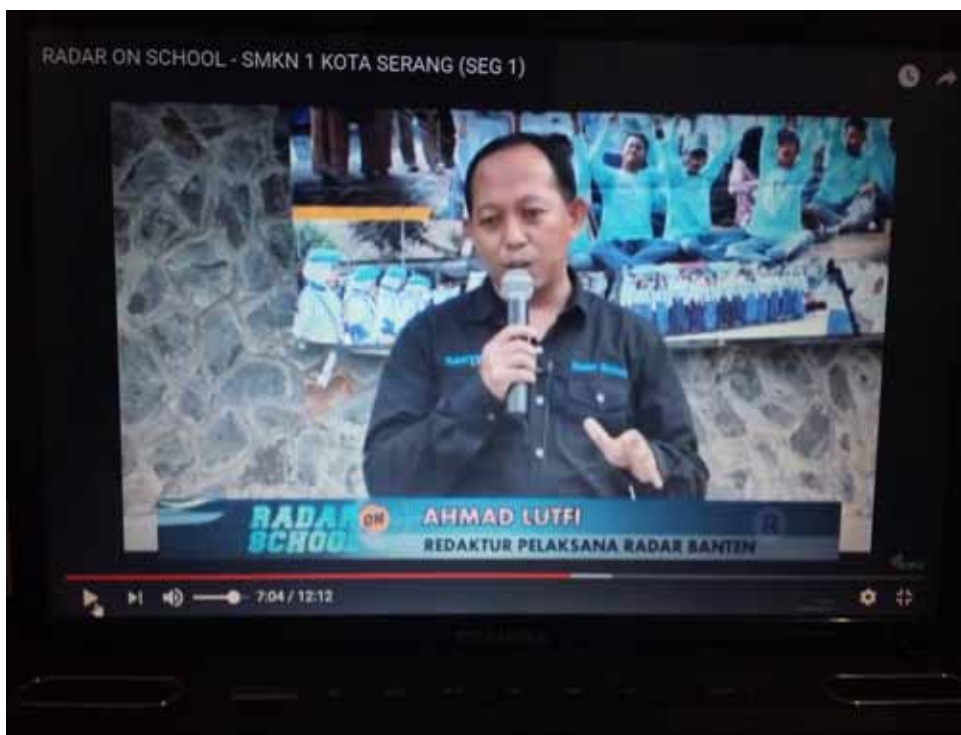 RADAR ON SCHOOL - SMKN 1 KOTA SERANG (SEG 1)
RADAR ON
SCHOOL
AHMAD LUTFI
REDAKTUR PELAKSANA RADAR BANTEN
7:04 / 12:12